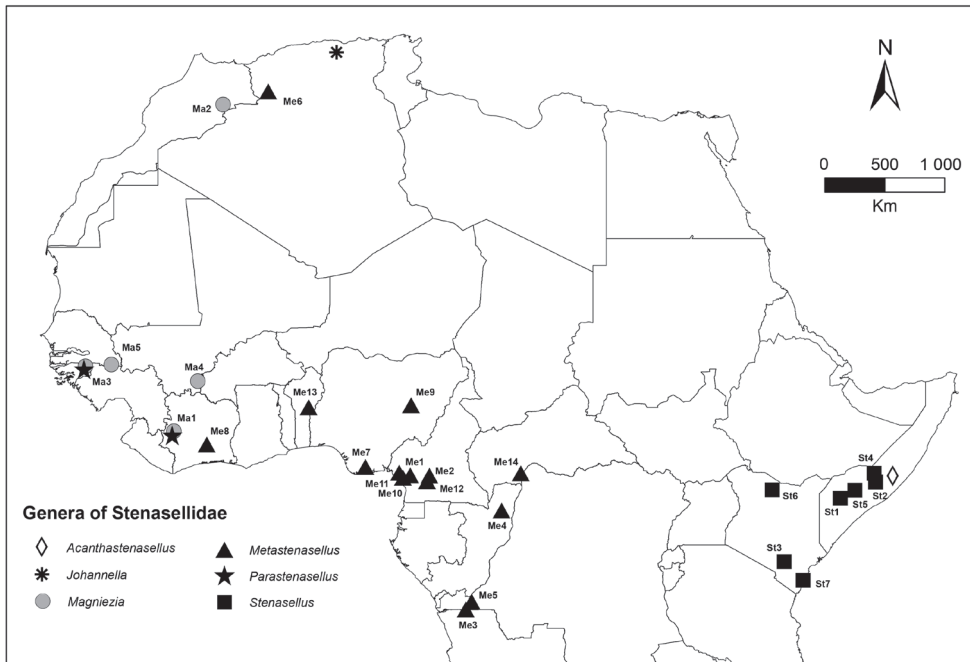 N
0 500 1 000
Km
Me6
Ma2
Ma5
Ma3
Ma4
Ma1
Me8
Me13
Me9
Me7
Me1
Me2
Me11
Me10
Me12
Me14
Me4
Me5
Me3
St4
St2
St5
St1
St6
St3
St7
Genera of Stenasellidae
Acanthastenasellus
Johannella
Magniezia
Metastenasellus
Parastenasellus
Stenasellus